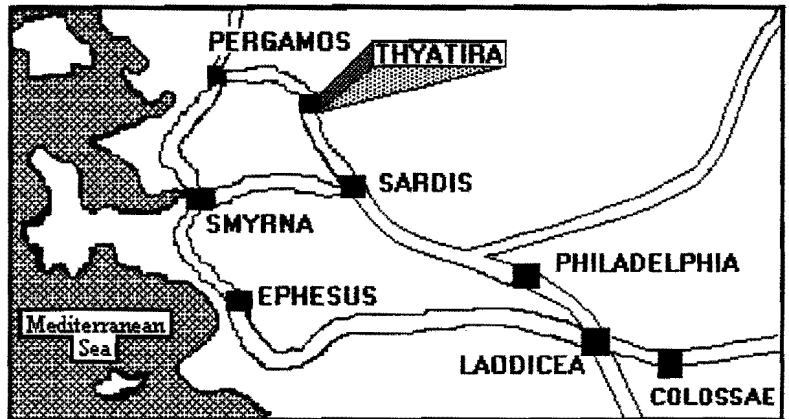 PERGAMOS
THYATIRA
SARDIS
SMYRNA
PHILADELPHIA
EPHESUS
Mediterranean
Sea
LAODICEA
COLOSSAE